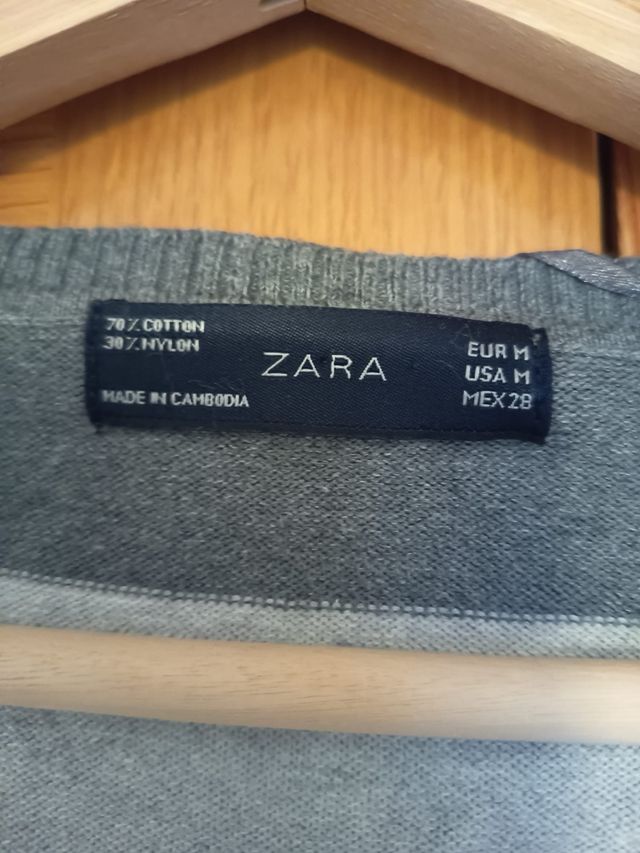 70% COTTON
30% NYLON
MADE IN CAMBODIA
ZARA
EUR M
USA M
MEX 28